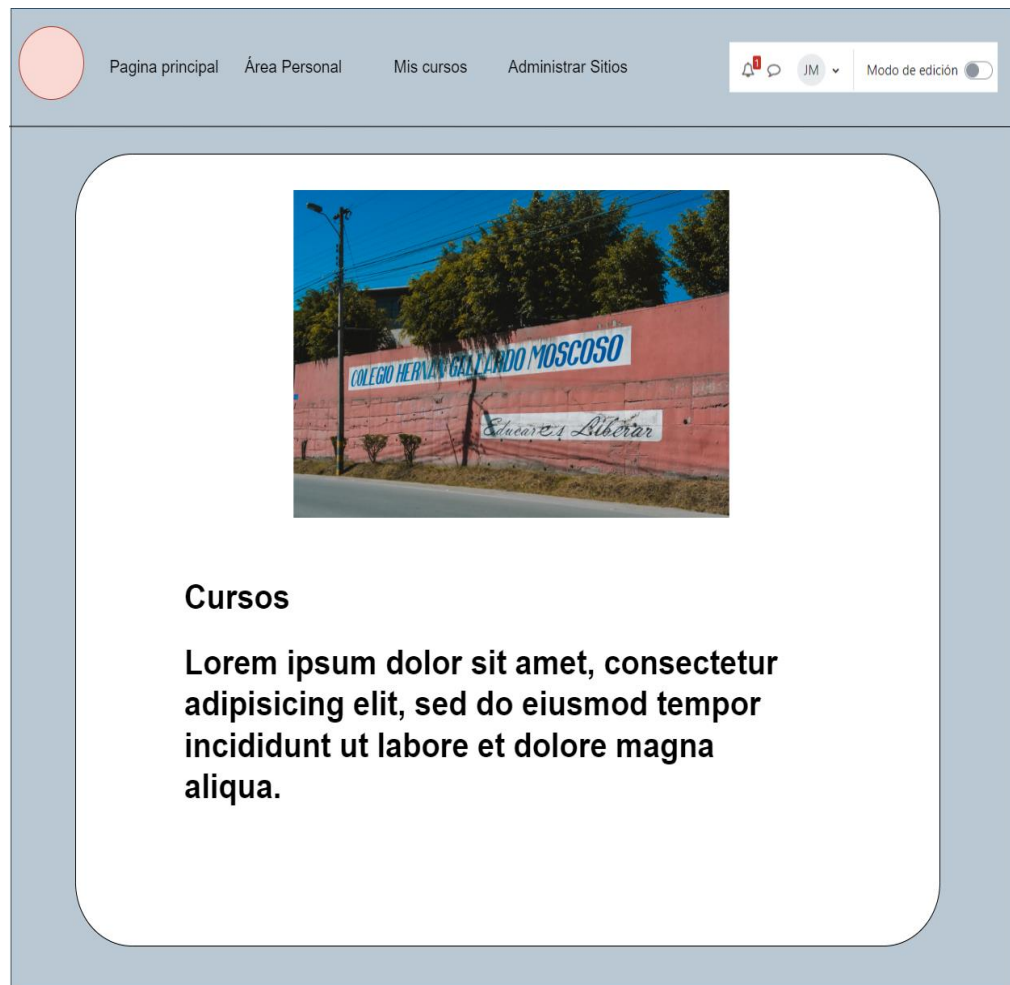 Pagina principal Área Personal Mis cursos Administrar Sitios 1 JM Modo de edición
COLEGIO HERNAN GALLARDO MOSCOSO
Educar es Liberar
Cursos
Lorem ipsum dolor sit amet, consectetur
adipisicing elit, sed do eiusmod tempor
incididunt ut labore et dolore magna
aliqua.